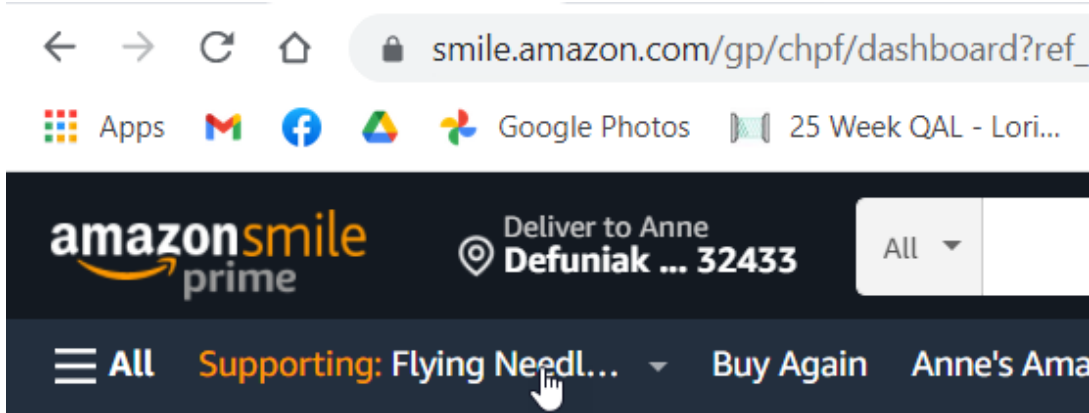 smile.amazon.com/gp/chpf/dashboard?ref_
Apps Google Photos 25 Week QAL - Lori...
amazonsmile
prime
Deliver to Anne
Defuniak ... 32433
All
All Supporting: Flying Needl... Buy Again Anne's Ama